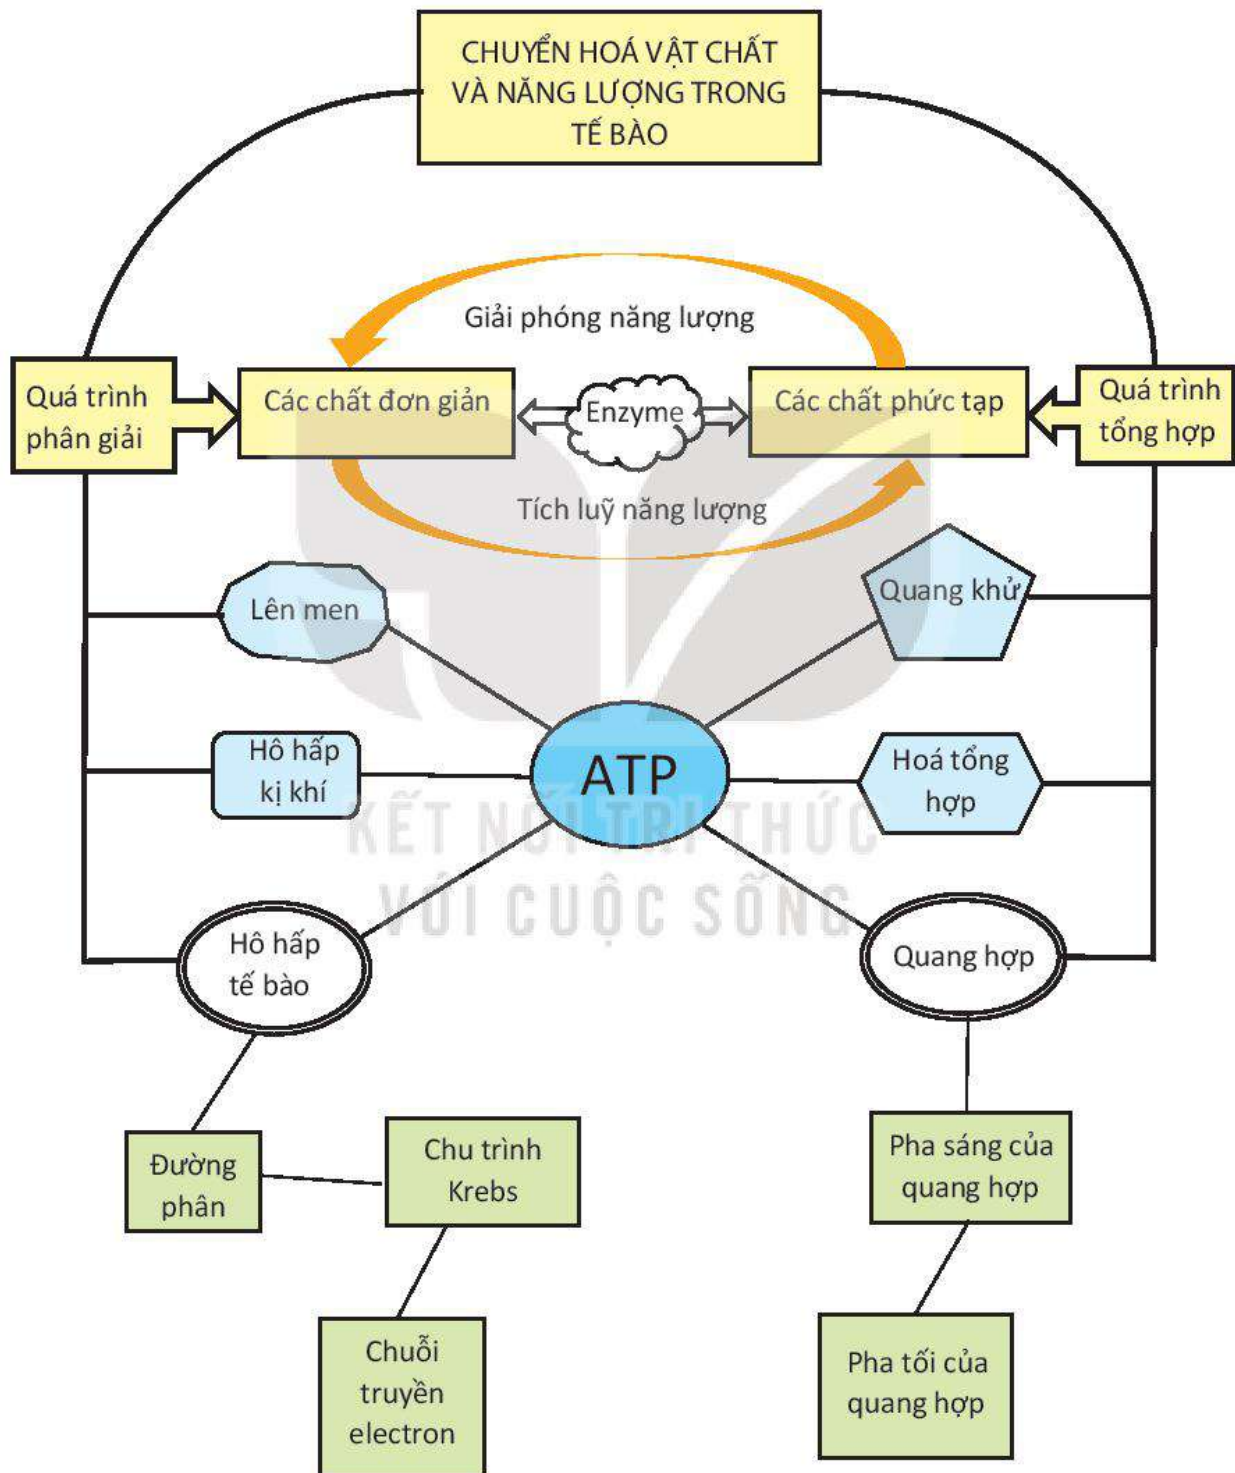 CHUYỂN HOÁ VẬT CHẤT
VÀ NĂNG LƯỢNG TRONG
TẾ BÀO
Giải phóng năng lượng
Quá trình
phân giải
Các chất đơn giản
Enzyme
Các chất phức tạp
Quá trình
tổng hợp
Tích luỹ năng lượng
Lên men
Quang khử
Hô hấp
kị khí
ATP
Hoá tổng
hợp
KẾT NỐI TRI THỨC
VỚI CUỘC SỐNG
Hô hấp
tế bào
Quang hợp
Đường
phân
Chu trình
Krebs
Pha sáng của
quang hợp
Chuỗi
truyền
electron
Pha tối của
quang hợp